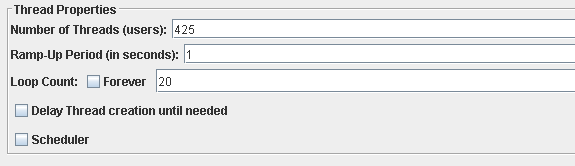 Thread Properties
Number of Threads (users): 425
Ramp-Up Period (in seconds): 1
Loop Count: Forever 20
Delay Thread creation until needed
Scheduler